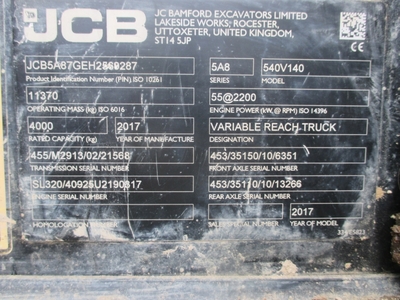 JCB
JC BAMFORD EXCAVATORS LIMITED
LAKESIDE WORKS; ROCESTER,
UTTOXETER, UNITED KINGDOM,
ST14 5JP
CE
JCB5A87GEH2569287 5A8 540V140
Product Identification Number (PIN) ISO 10261 SERIES MODEL
11370 55@2200
OPERATING MASS (kg) ISO 6016 ENGINE POWER (kW, @ RPM) ISO 14396
4000 2017 VARIABLE REACH TRUCK
RATED CAPACITY (kg) YEAR OF MANUFACTURE DESIGNATION
455/M2913/02/21568 453/35150/10/6351
TRANSMISSION SERIAL NUMBER FRONT AXLE SERIAL NUMBER
SL320/40925U2190817 453/35110/10/13266
ENGINE SERIAL NUMBER REAR AXLE SERIAL NUMBER
2017
HOMOLOGATION NUMBER SALES SPECIAL NUMBER YEAR OF MODEL